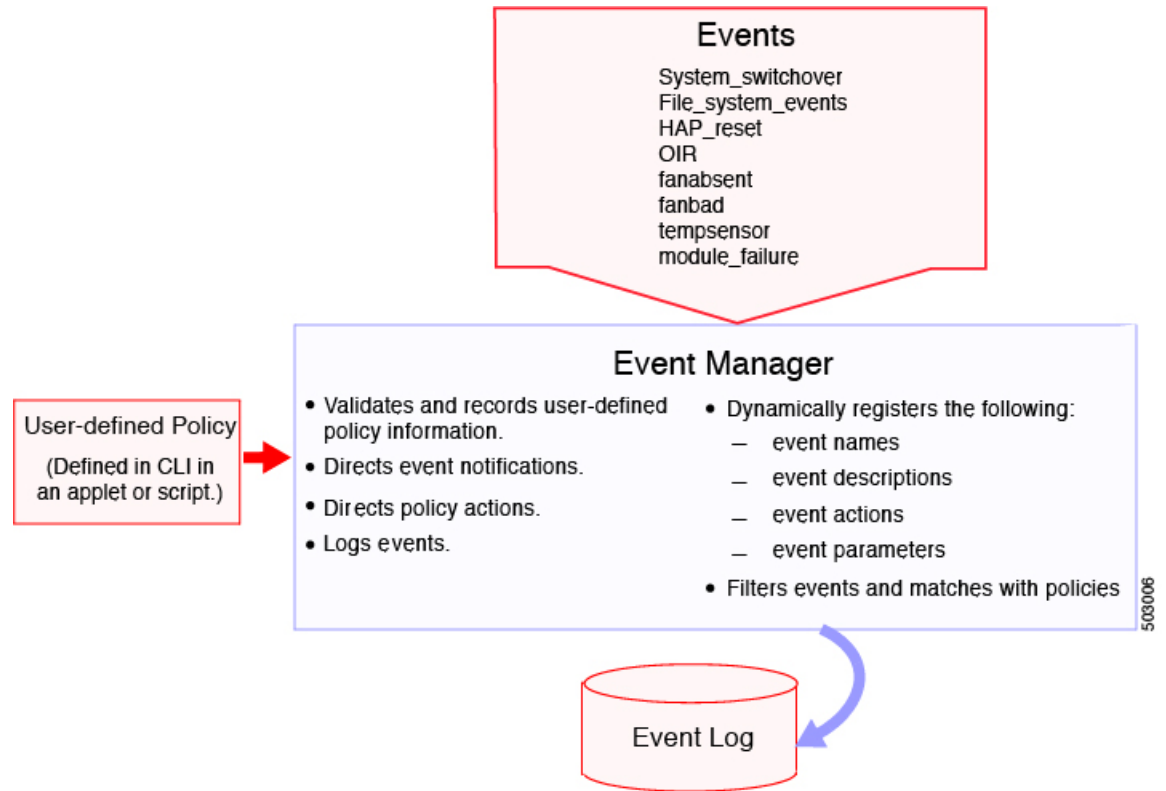 Events
System_switchover
File_system_events
HAP_reset
OIR
fanabsent
fanbad
tempsensor
module_failure
User-defined Policy
(Defined in CLI in
an applet or script.)
Event Manager
• Validates and records user-defined
policy information.
• Directs event notifications.
• Directs policy actions.
• Logs events.
• Dynamically registers the following:
— event names
— event descriptions
— event actions
— event parameters
• Filters events and matches with policies
503006
Event Log